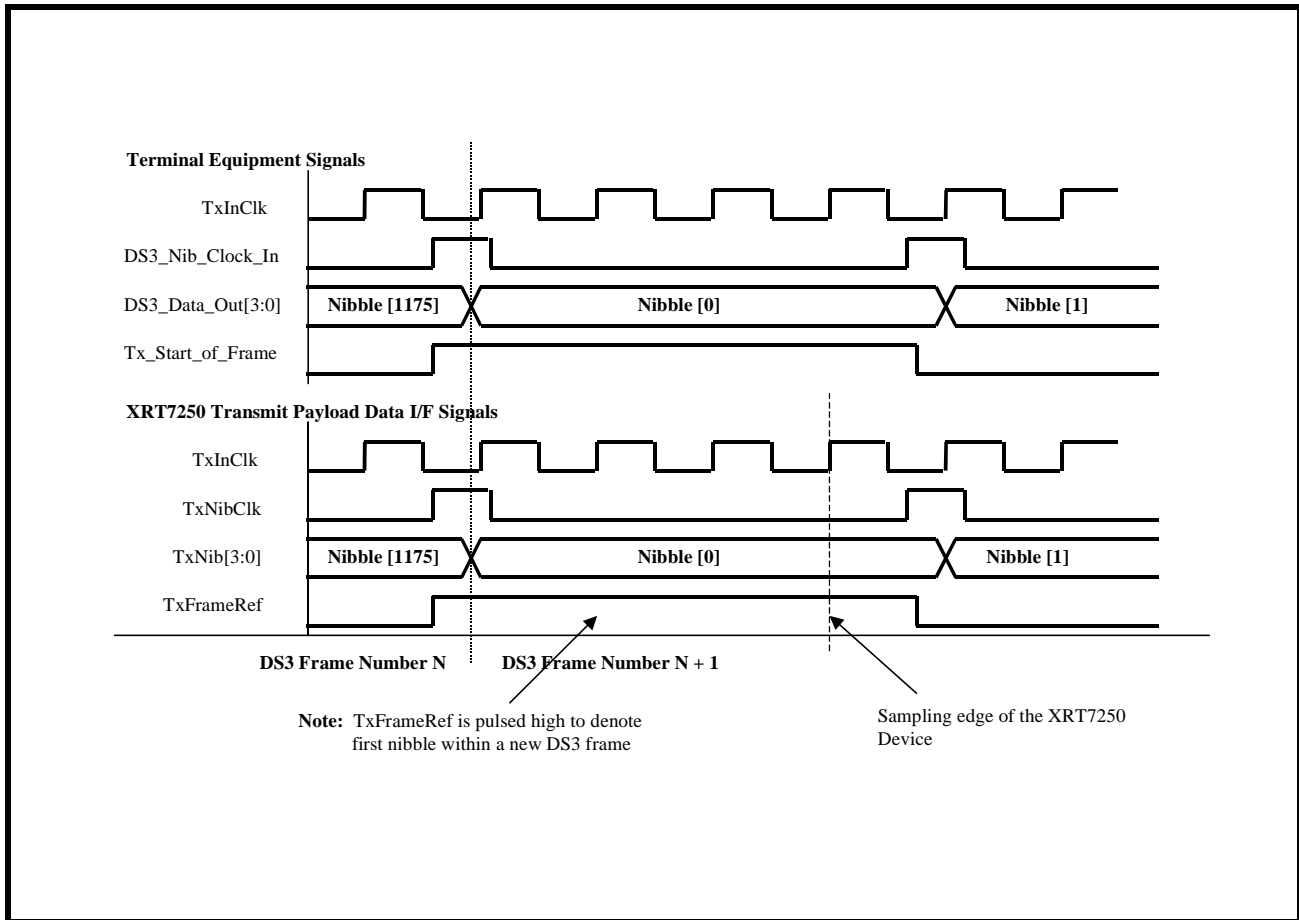 Terminal Equipment Signals
TxInClk
DS3_Nib_Clock_In
DS3_Data_Out[3:0]
Nibble [1175]
Nibble [0]
Nibble [1]
Tx_Start_of_Frame
XRT7250 Transmit Payload Data I/F Signals
TxInClk
TxNibClk
TxNib[3:0]
Nibble [1175]
Nibble [0]
Nibble [1]
TxFrameRef
DS3 Frame Number N
DS3 Frame Number N + 1
Note: TxFrameRef is pulsed high to denote
first nibble within a new DS3 frame
Sampling edge of the XRT7250
Device